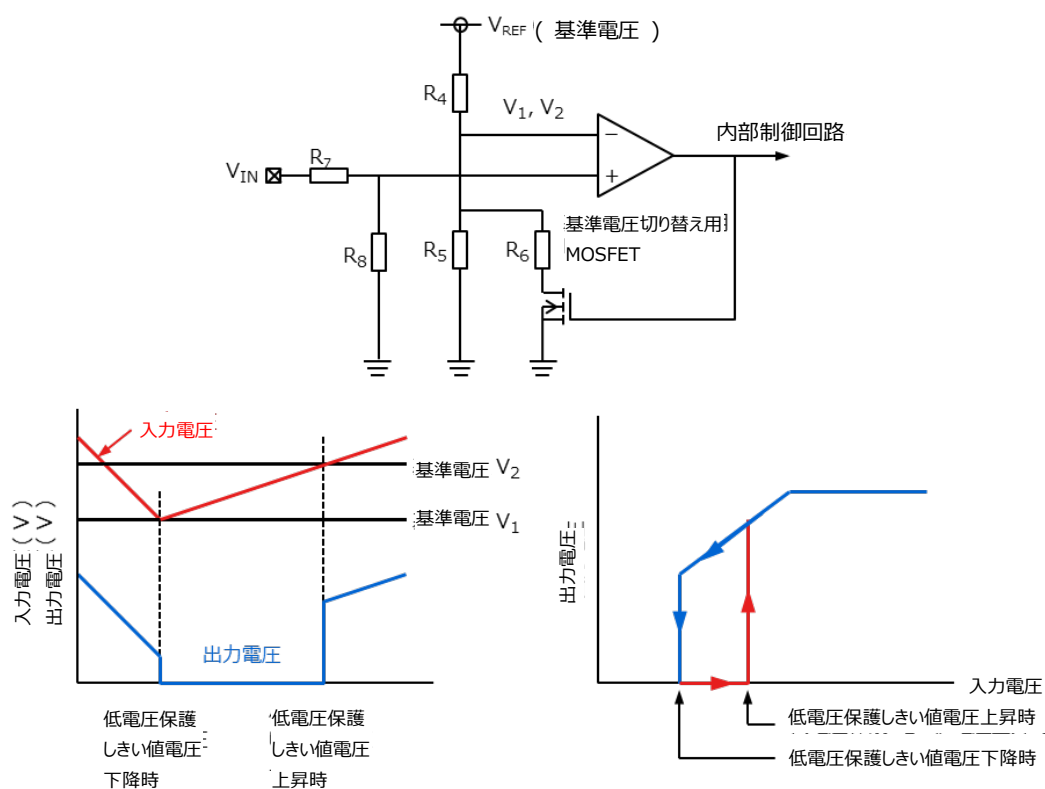 VREF ( 基準電圧 )
R4
V1, V2
−
+
内部制御回路
VIN
R7
R8
R5
R6
基準電圧切り替え用
MOSFET
入力電圧
基準電圧 V2
基準電圧 V1
入力電圧(V)
出力電圧(V)
出力電圧
低電圧保護
しきい値電圧
下降時
低電圧保護
しきい値電圧
上昇時
出力電圧
入力電圧
低電圧保護しきい値電圧上昇時
低電圧保護しきい値電圧下降時